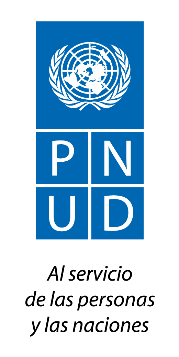 P N
U D
Al servicio
de las personas
y las naciones